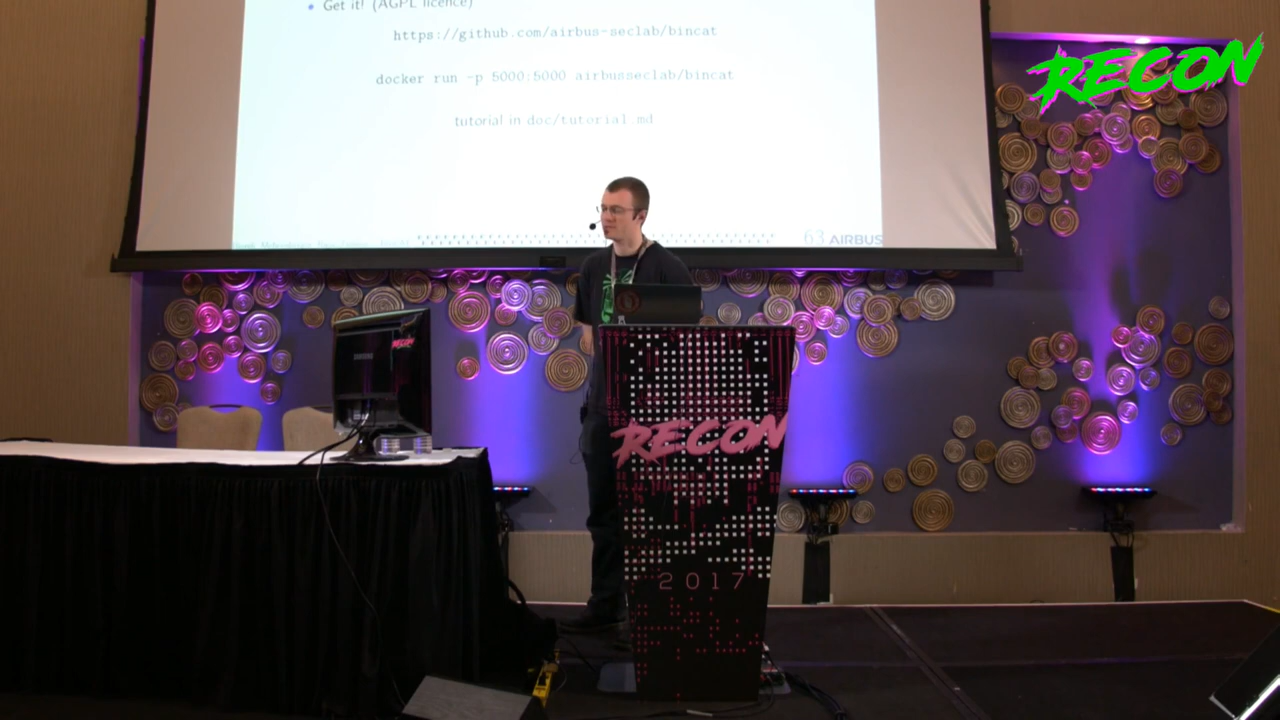 • Get it! (AGPL licence)
https://github.com/airbus-seclab/bincat
docker run -p 5000:5000 airbusseclab/bincat
tutorial in doc/tutorial.md
63 AIRBUS
RECON
SAMSUNG
RECON
RECON
2017